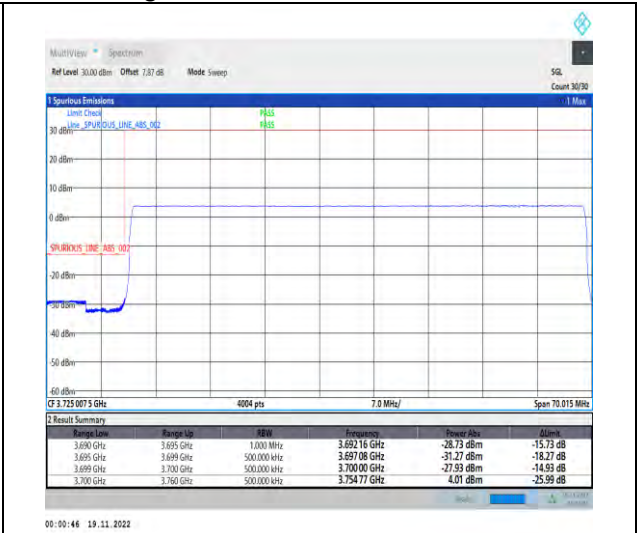 MultiView Spectrum
Ref Level 30.00 dBm Offset 7.87 dB Mode Sweep SGL
Count 30/30
1 Spurious Emissions 1 Max
Limit Check PASS
Line _SPURIOUS_LINE_ABS_002 PASS
30 dBm
20 dBm
10 dBm
0 dBm
_SPURIOUS_LINE_ABS_002
-20 dBm
-30 dBm
-40 dBm
-50 dBm
-60 dBm
CF 3.725 007 5 GHz 4004 pts 7.0 MHz/ Span 70.015 MHz
2 Result Summary
Range Low Range Up RBW Frequency Power Abs ΔLimit
3.690 GHz 3.695 GHz 1.000 MHz 3.692 16 GHz -28.73 dBm -15.73 dB
3.695 GHz 3.699 GHz 500.000 kHz 3.697 08 GHz -31.27 dBm -18.27 dB
3.699 GHz 3.700 GHz 500.000 kHz 3.700 00 GHz -27.93 dBm -14.93 dB
3.700 GHz 3.760 GHz 500.000 kHz 3.754 77 GHz 4.01 dBm -25.99 dB
00:00:46 19.11.2022